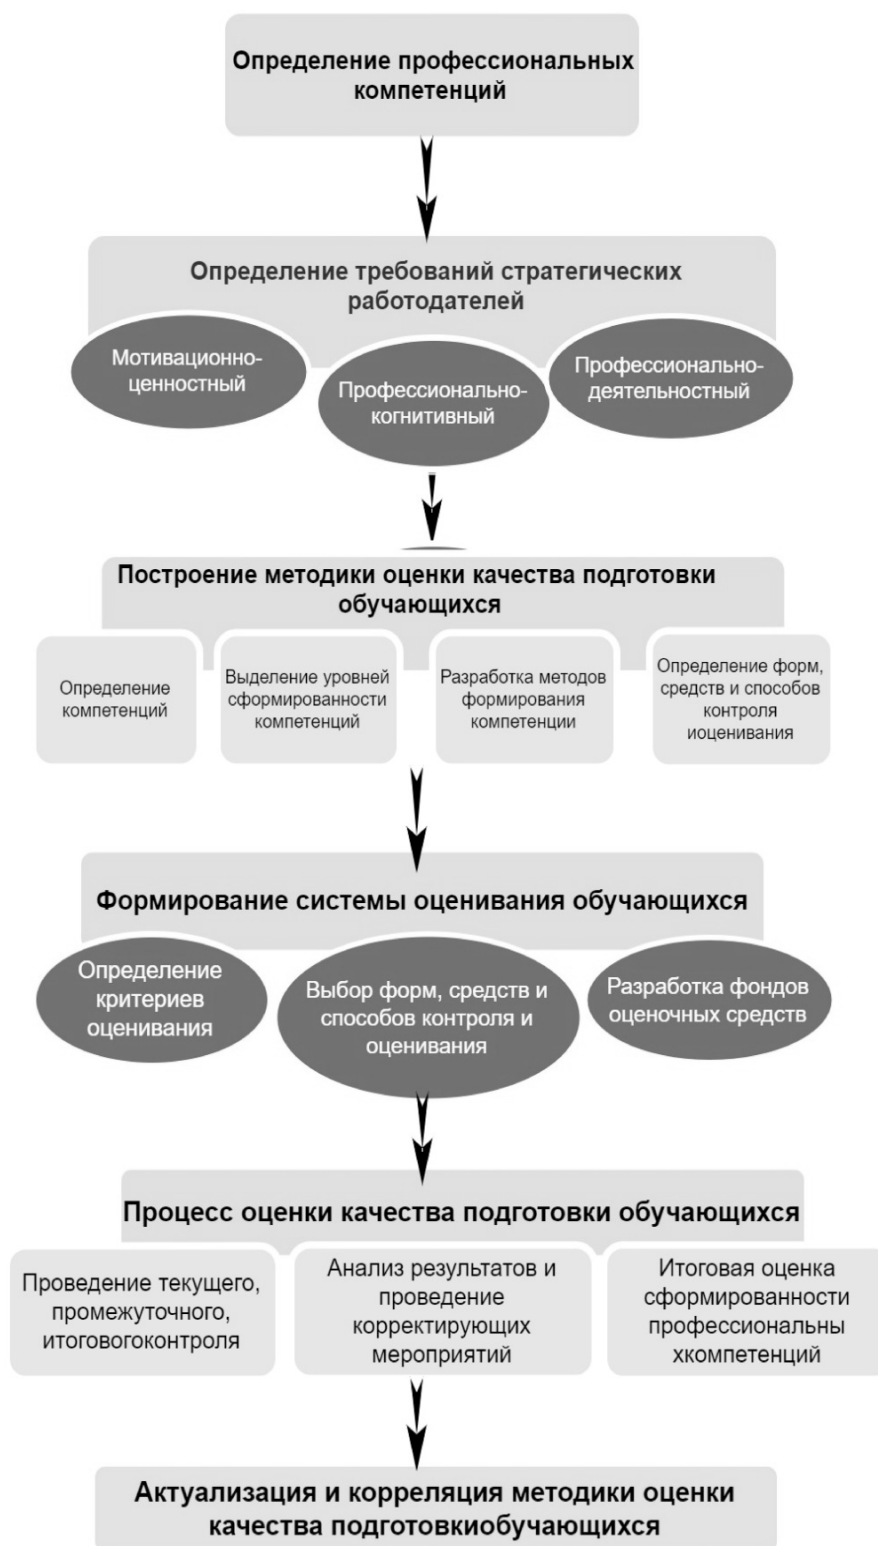 Определение профессиональных
компетенций
Определение требований стратегических
работодателей
Мотивационно-
ценностный
Профессионально-
когнитивный
Профессионально-
деятельностный
Построение методики оценки качества подготовки
обучающихся
Определение
компетенций
Выделение уровней
сформированности
компетенций
Разработка методов
формирования
компетенции
Определение форм,
средств и способов
контроля
иоценивания
Формирование системы оценивания обучающихся
Определение
критериев
оценивания
Выбор форм, средств и
способов контроля и
оценивания
Разработка фондов
оценочных средств
Процесс оценки качества подготовки обучающихся
Проведение текущего,
промежуточного,
итоговогоконтроля
Анализ результатов и
проведение
корректирующих
мероприятий
Итоговая оценка
сформированности
профессиональны
хкомпетенций
Актуализация и корреляция методики оценки
качества подготовкиобучающихся